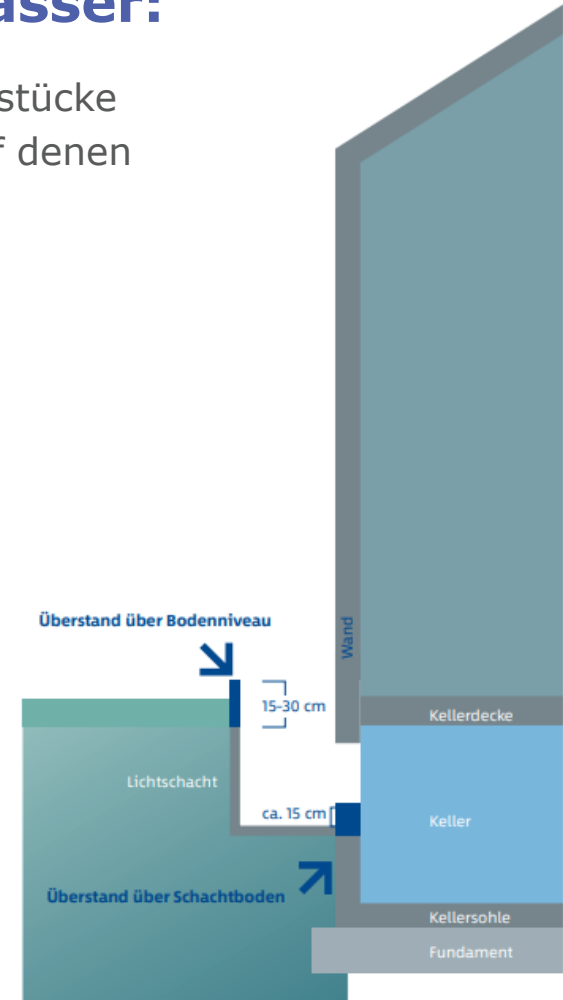 asser:
stücke
f denen
Überstand über Bodenniveau
Wand
15-30 cm
Kellerdecke
Lichtschacht
ca. 15 cm
Keller
Überstand über Schachtboden
Kellersohle
Fundament